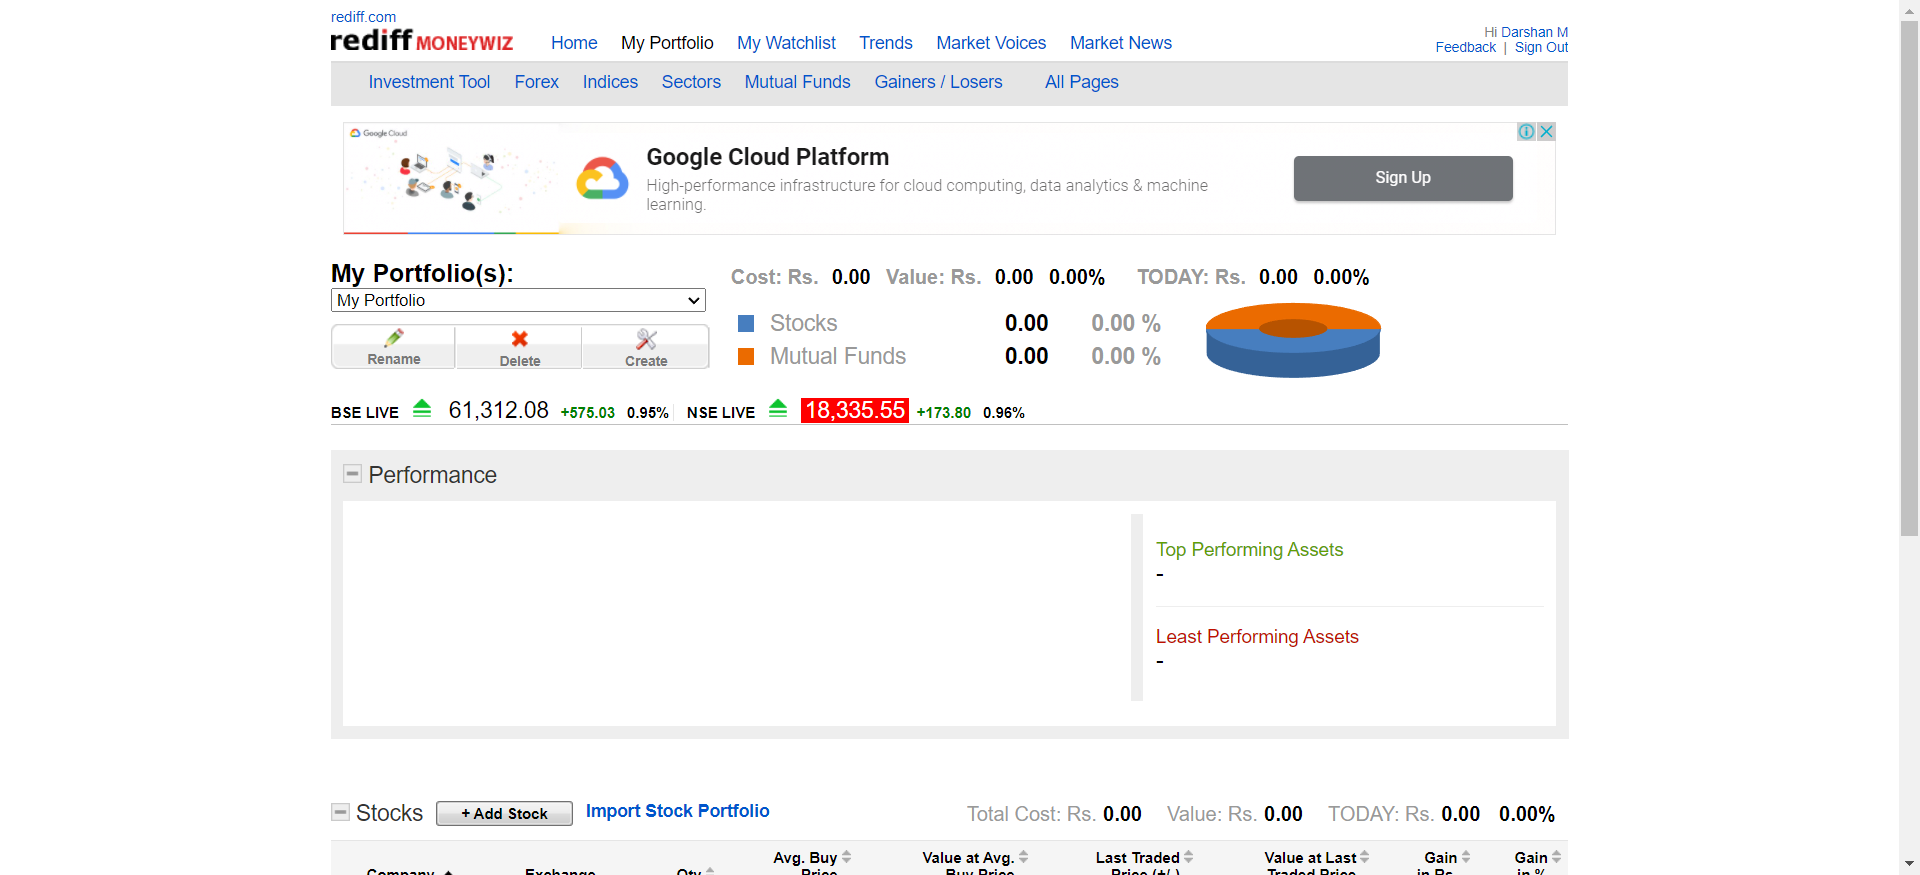 rediff.com
rediff MONEYWIZ
Home My Portfolio My Watchlist Trends Market Voices Market News
Hi Darshan M
Feedback | Sign Out
Investment Tool Forex Indices Sectors Mutual Funds Gainers / Losers All Pages
Google Cloud
Google Cloud Platform
High-performance infrastructure for cloud computing, data analytics & machine
learning.
Sign Up
My Portfolio(s):
My Portfolio
Rename Delete Create
Cost: Rs. 0.00 Value: Rs. 0.00 0.00% TODAY: Rs. 0.00 0.00%
Stocks 0.00 0.00 %
Mutual Funds 0.00 0.00 %
BSE LIVE 61,312.08 +575.03 0.95% NSE LIVE 18,335.55 +173.80 0.96%
Performance
Top Performing Assets
-
Least Performing Assets
-
Stocks + Add Stock Import Stock Portfolio Total Cost: Rs. 0.00 Value: Rs. 0.00 TODAY: Rs. 0.00 0.00%
Avg. Buy Value at Avg. Last Traded Value at Last Gain Gain
Company Exchange Qty Price Buy Price Price (+/-) Traded Price in Rs. in %